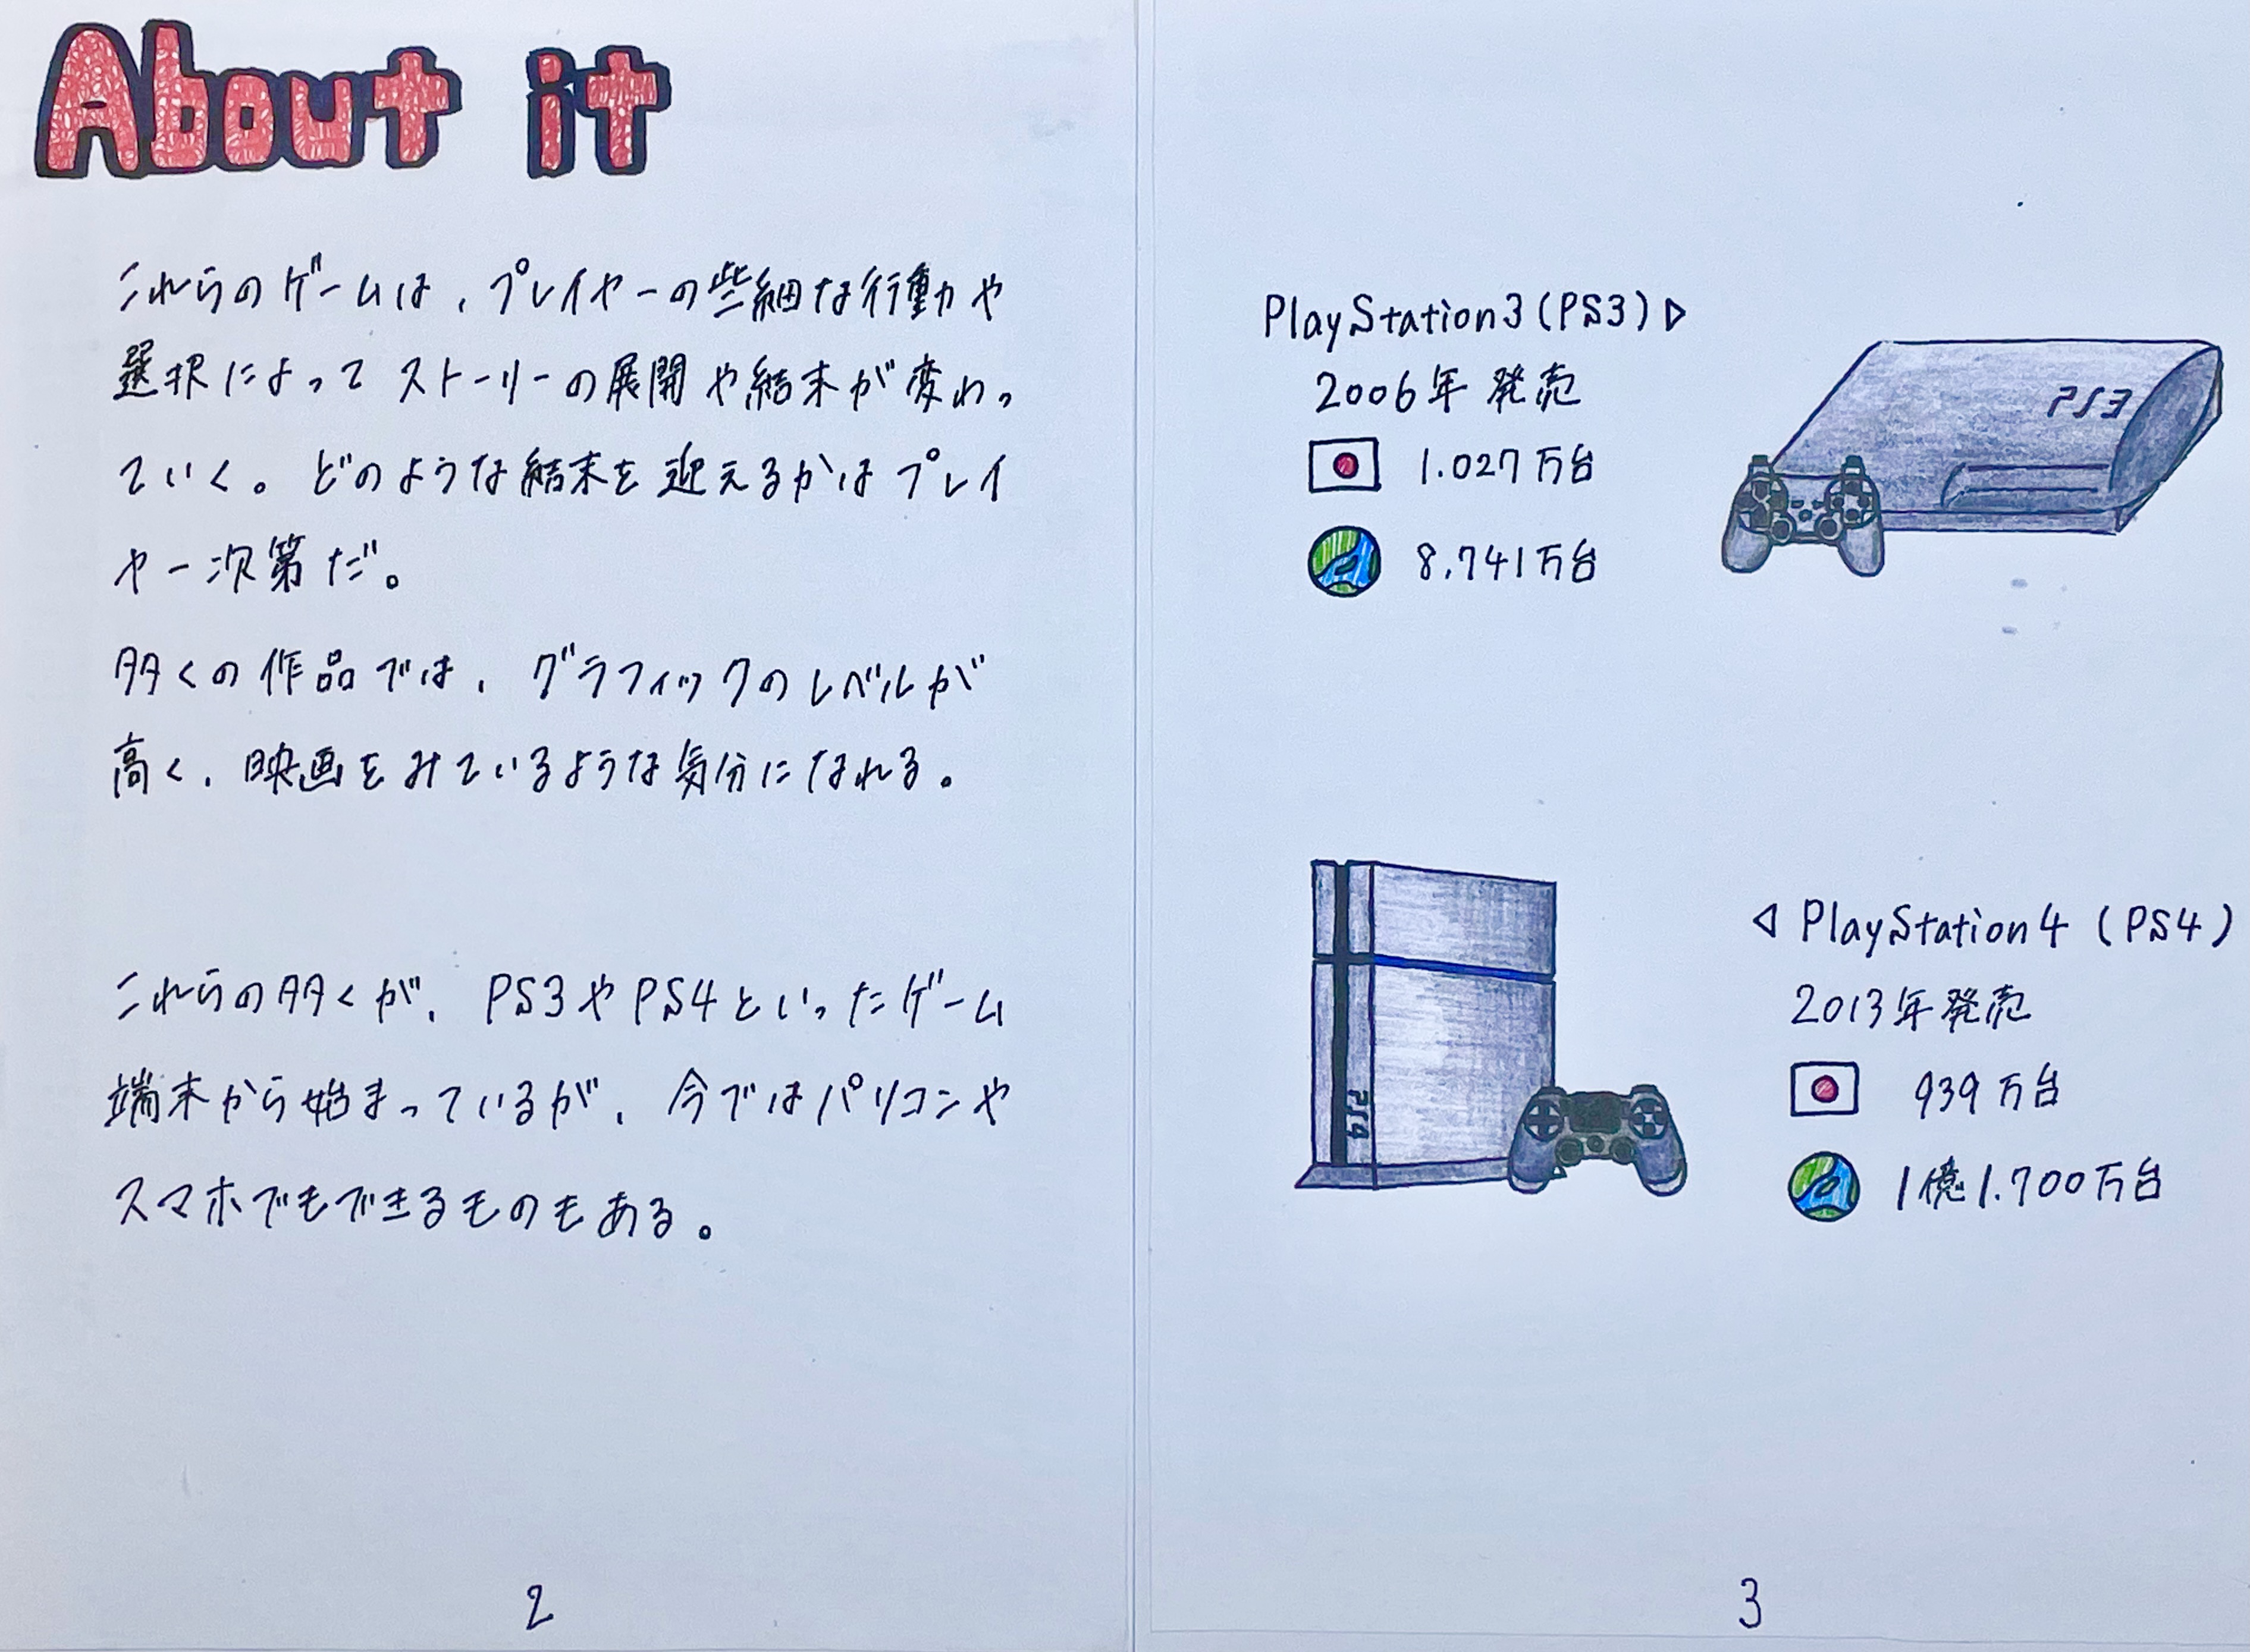 About it
これらのゲームは、プレイヤーの些細な行動や
選択によってストーリーの展開や結末が変わっ
ていく。どのような結末を迎えるかはプレイ
ヤー次第だ。
多くの作品では、グラフィックのレベルが
高く、映画をみているような気分になれる。
これらの多くが、PS3やPS4といったゲーム
端末から始まっているが、今ではパソコンや
スマホでもできるものもある。
2
PlayStation3(PS3)▷
2006年発売
1.027万台
8.741万台
PS3
◁ PlayStation4 (PS4)
2013年発売
939万台
1億1.700万台
PS4
3